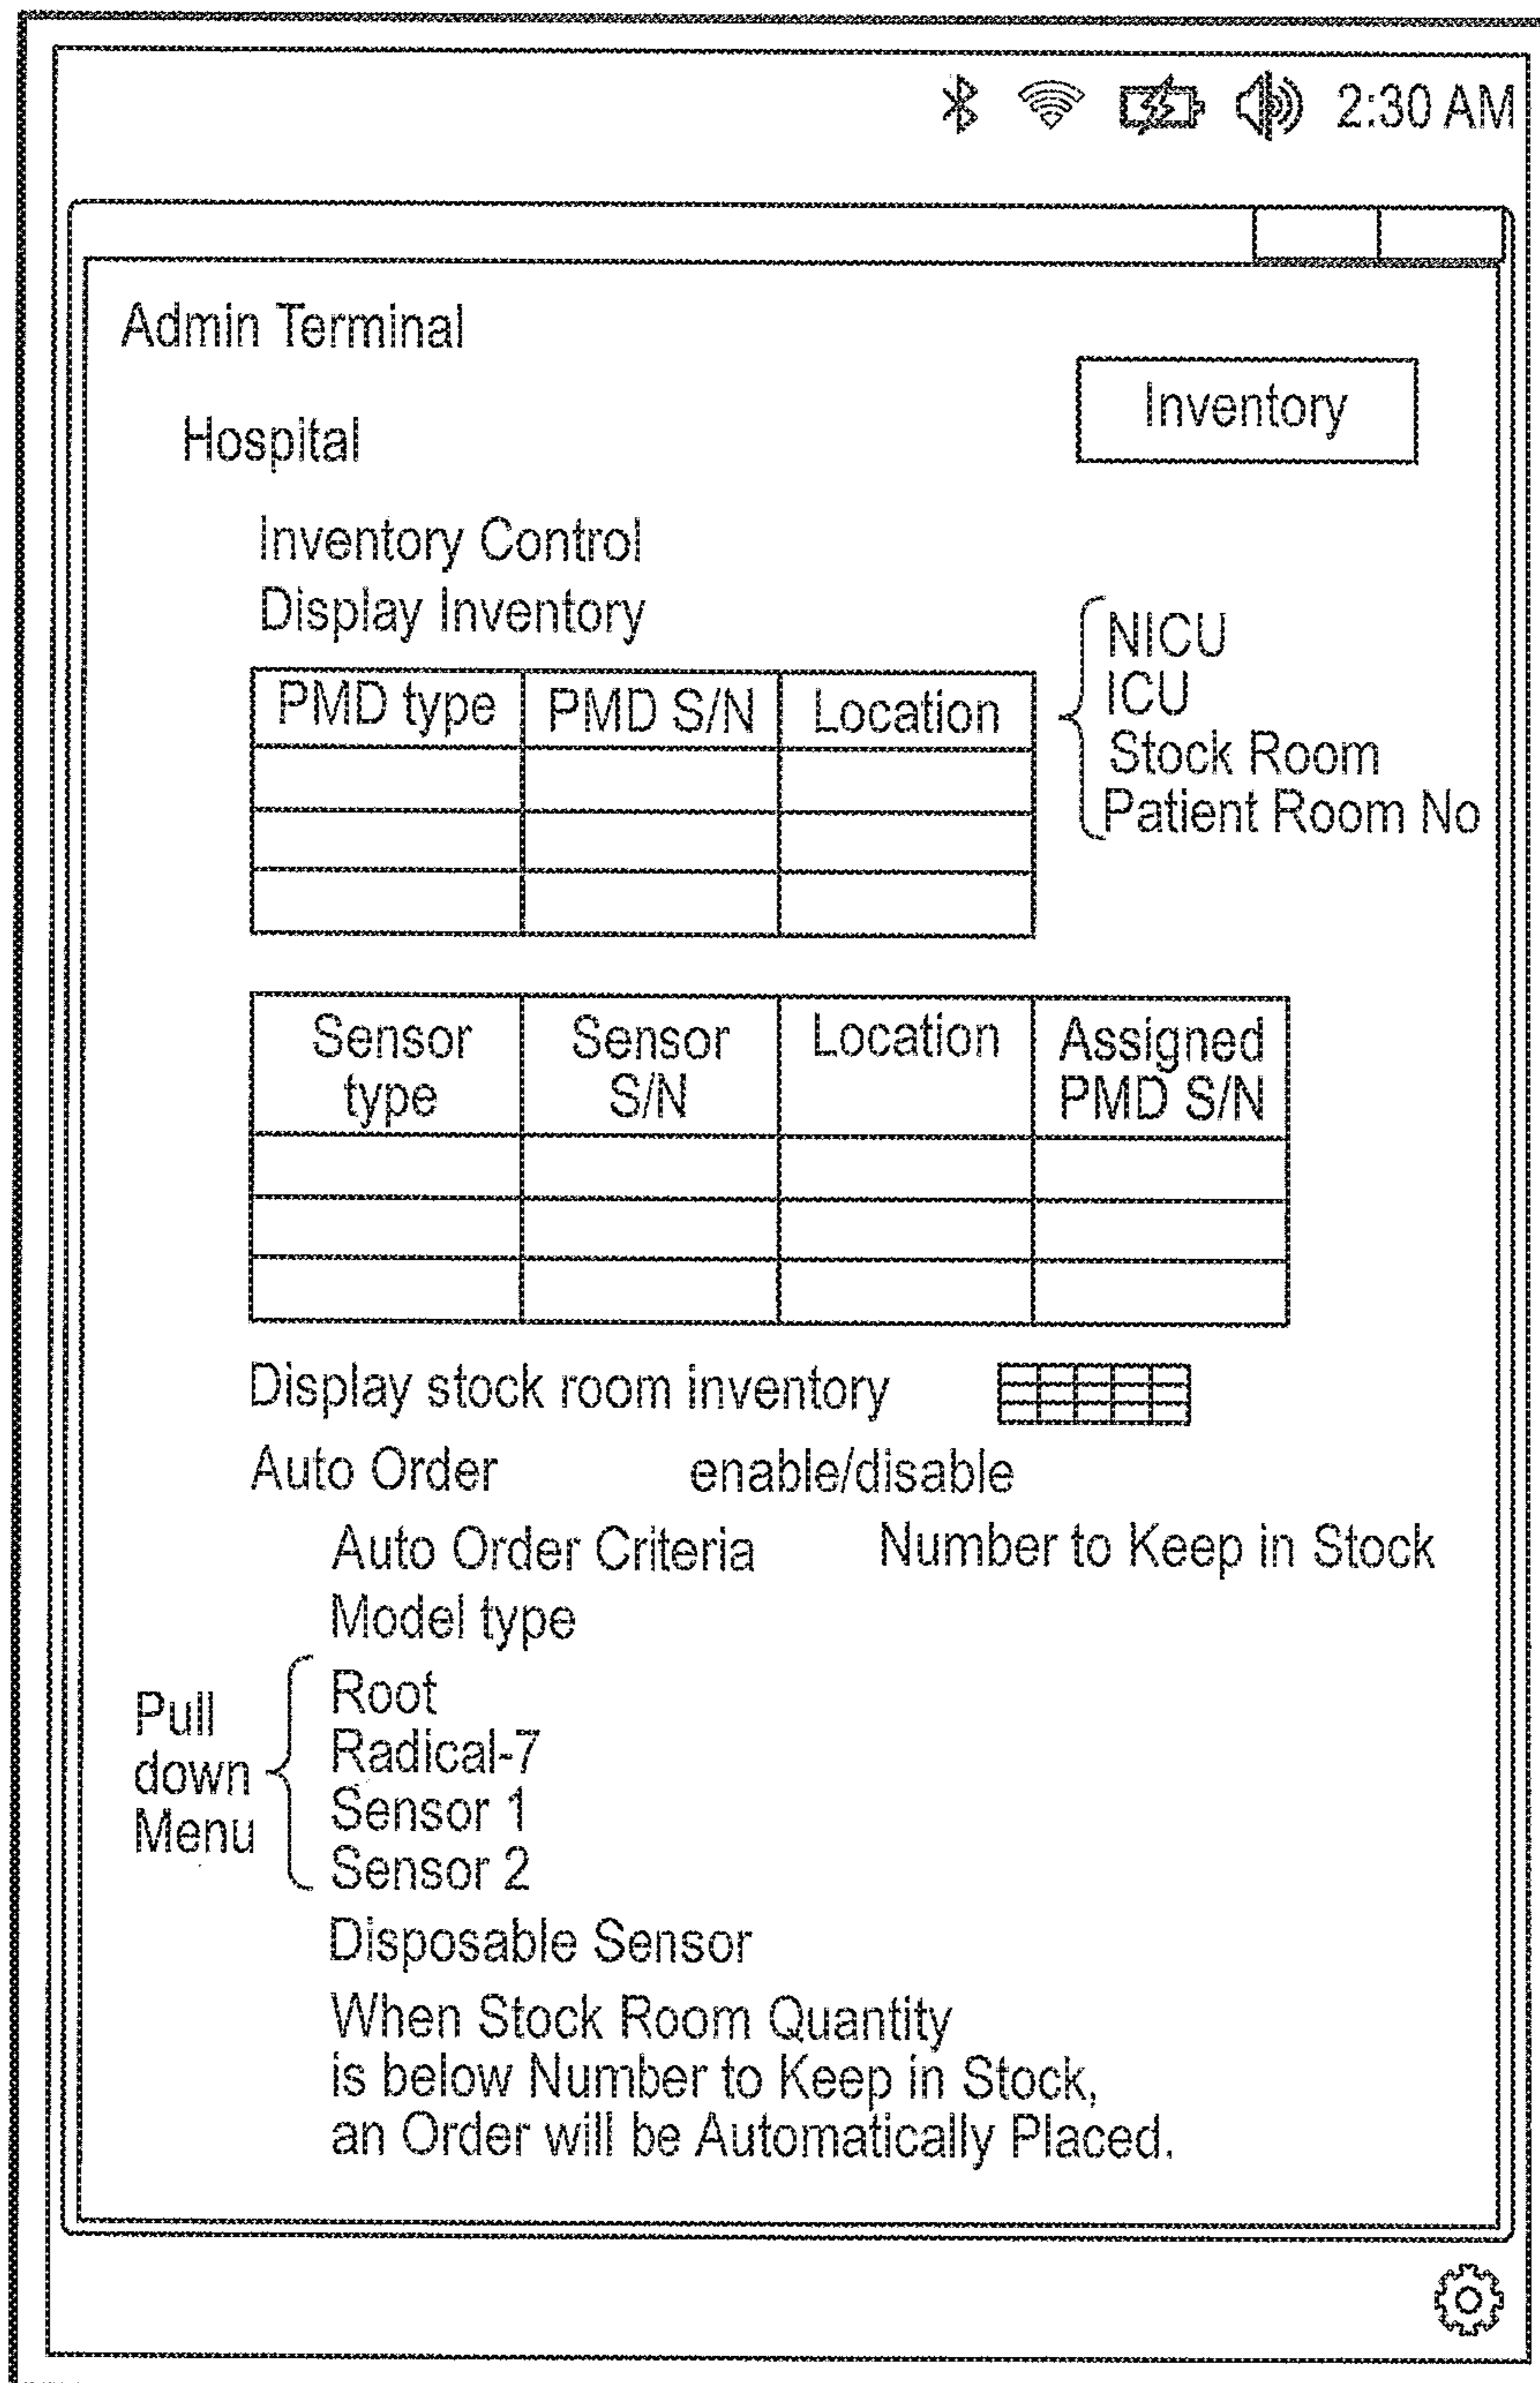 2:30 AM
Admin Terminal
Inventory
Hospital
Inventory Control
Display Inventory
PMD type PMD S/N Location
NICU
ICU
Stock Room
Patient Room No
Sensor type Sensor S/N Location Assigned PMD S/N
Display stock room inventory
Auto Order enable/disable
Auto Order Criteria Number to Keep in Stock
Model type
Pull down Menu
Root
Radical-7
Sensor 1
Sensor 2
Disposable Sensor
When Stock Room Quantity
is below Number to Keep in Stock,
an Order will be Automatically Placed.